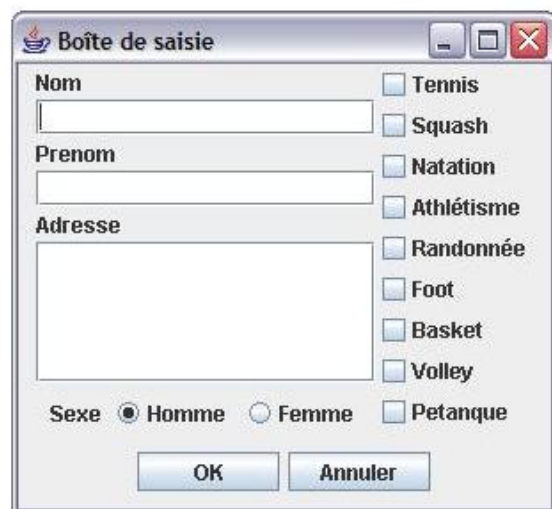 Boîte de saisie
Nom
Prenom
Adresse
Sexe Homme Femme
Tennis
Squash
Natation
Athlétisme
Randonnée
Foot
Basket
Volley
Petanque
OK Annuler